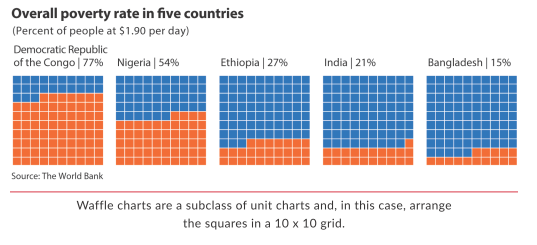 Overall poverty rate in five countries
(Percent of people at $1.90 per day)
Democratic Republic
of the Congo | 77%
Nigeria | 54%
Ethiopia | 27%
India | 21%
Bangladesh | 15%
Source: The World Bank
Waffle charts are a subclass of unit charts and, in this case, arrange
the squares in a 10 x 10 grid.